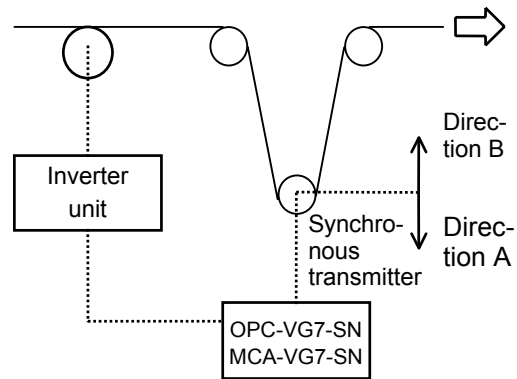 Direc-
tion B
Inverter
unit
Synchro-
nous
transmitter
Direc-
tion A
OPC-VG7-SN
MCA-VG7-SN